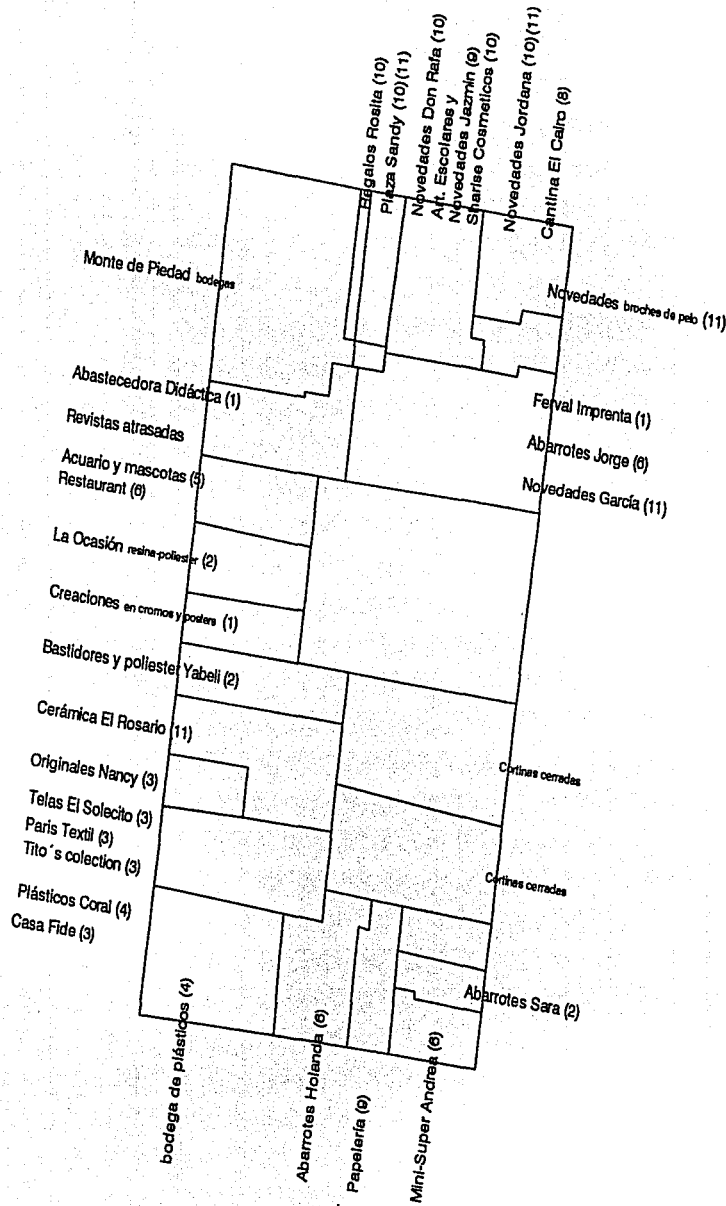 Regalos Rosita (10)
Plaza Sandy (10)(11)
Novedades Don Rafa (10)
Art. Escolares y
Novedades Jazmin (9)
Sharise Cosmeticos (10)
Novedades Jordana (10)(11)
Cantina El Cairo (8)
Monte de Piedad bodegas
Novedades broches de pelo (11)
Abastecedora Didáctica (1)
Ferval Imprenta (1)
Revistas atrasadas
Abarrotes Jorge (6)
Acuario y mascotas (5)
Restaurant (6)
Novedades García (11)
La Ocasión resina-poliester (2)
Creaciones en cromos y posters (1)
Bastidores y poliester Yabeli (2)
Cerámica El Rosario (11)
Originales Nancy (3)
Cortinas cerradas
Telas El Solecito (3)
Paris Textil (3)
Tito´s colection (3)
Cortinas cerradas
Plásticos Coral (4)
Casa Fide (3)
Abarrotes Sara (2)
bodega de plásticos (4)
Abarrotes Holanda (6)
Papelería (9)
Mini-Super Andrea (6)